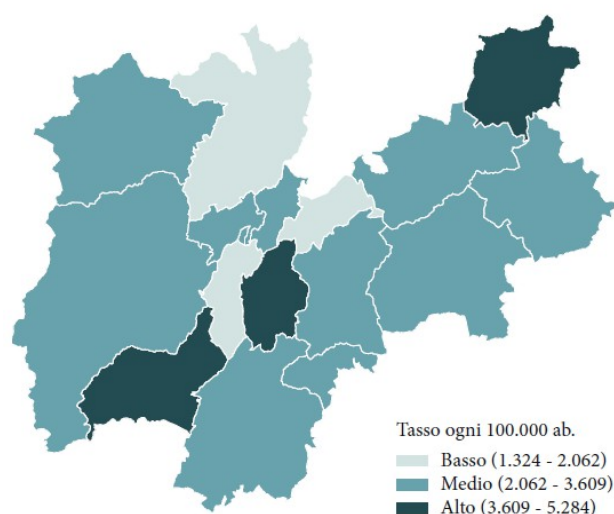 Tasso ogni 100.000 ab.
Basso (1.324 - 2.062)
Medio (2.062 - 3.609)
Alto (3.609 - 5.284)